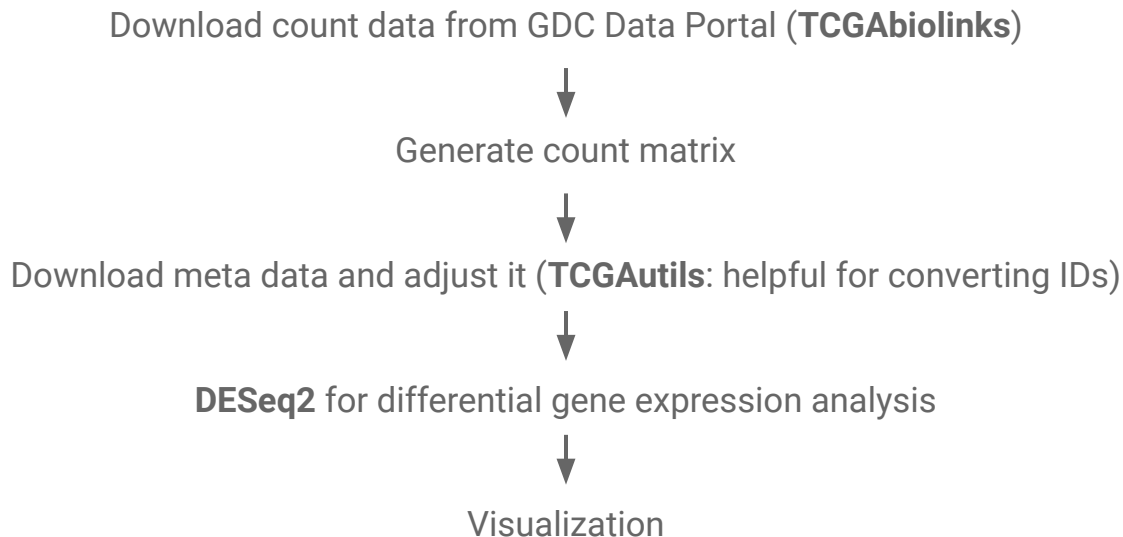 Download count data from GDC Data Portal (TCGAbiolinks)
Generate count matrix
Download meta data and adjust it (TCGAutils: helpful for converting IDs)
DESeq2 for differential gene expression analysis
Visualization